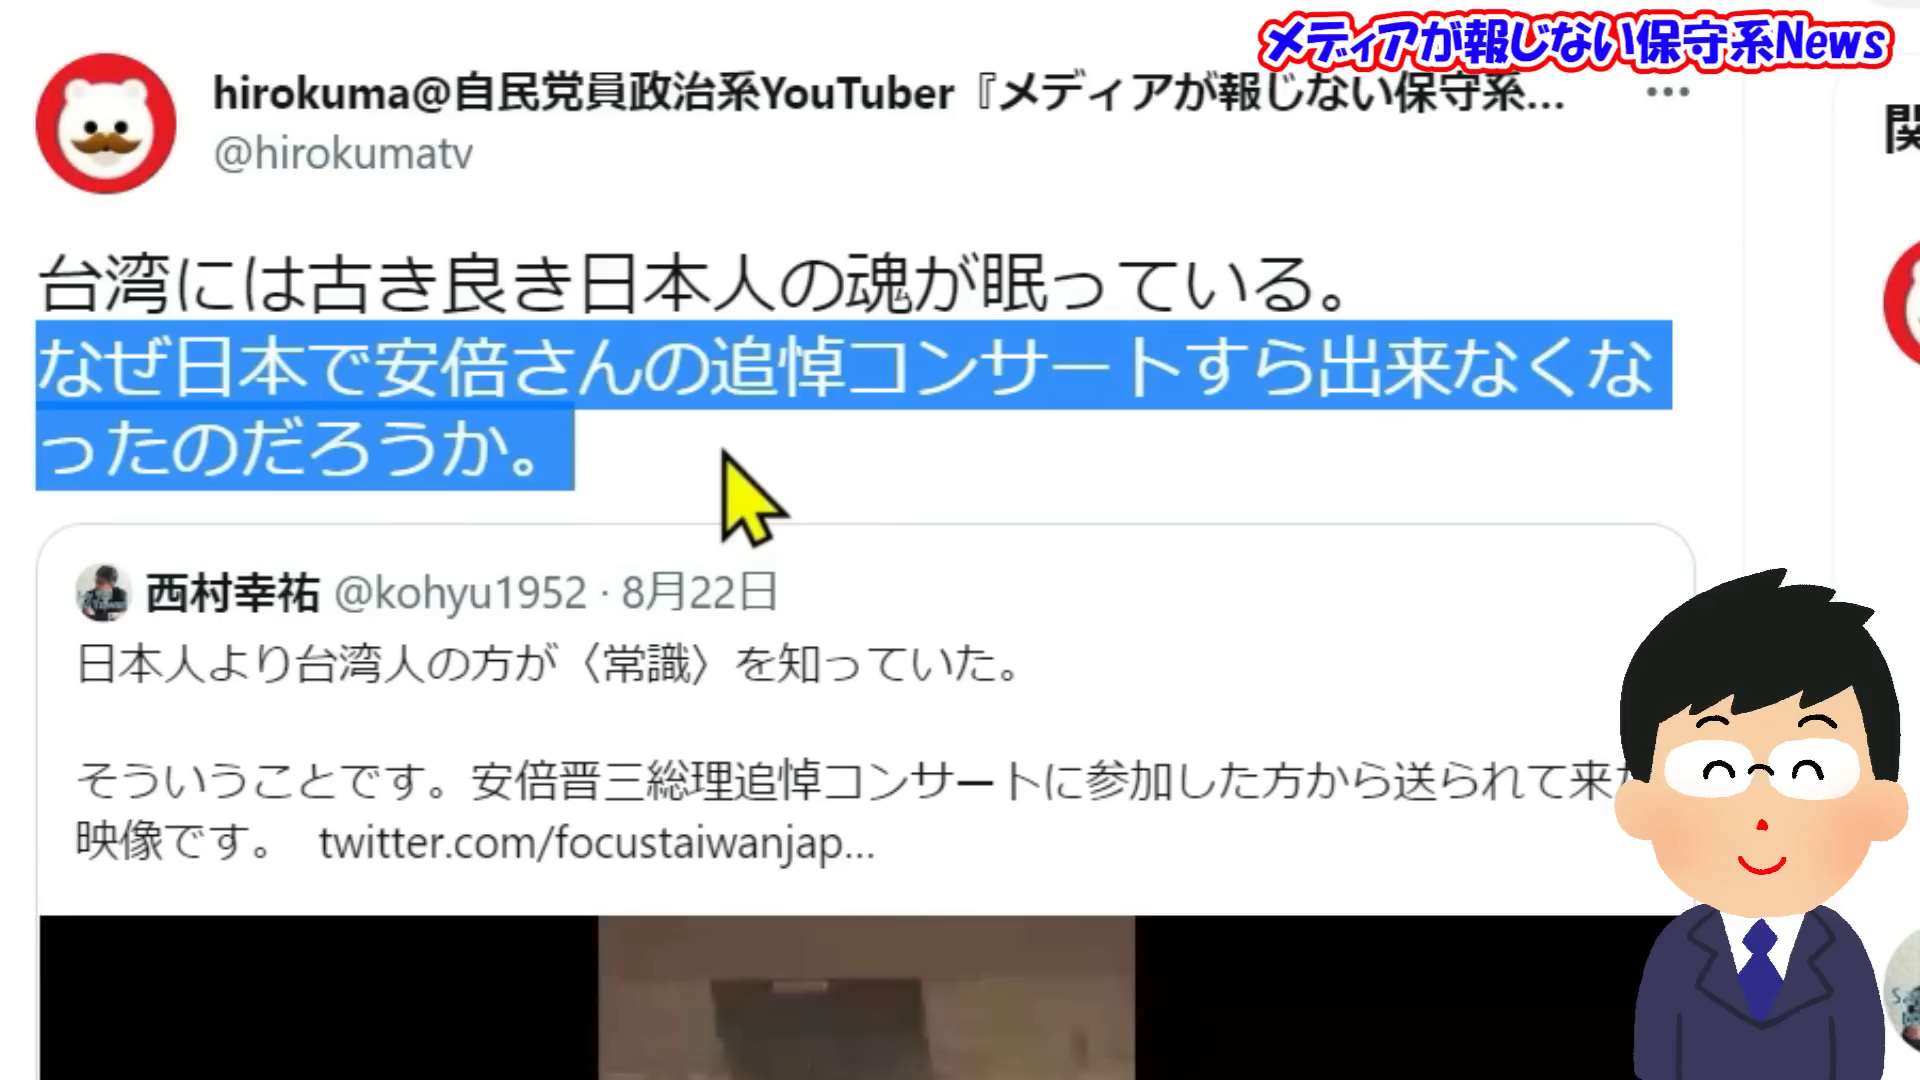 メディアが報じない保守系News
hirokuma@自民党員政治系YouTuber『メディアが報じない保守系...
@hirokumatv
関
台湾には古き良き日本人の魂が眠っている。
なぜ日本で安倍さんの追悼コンサートすら出来なくな
ったのだろうか。
西村幸祐 @kohyu1952 · 8月22日
日本人より台湾人の方が〈常識〉を知っていた。
そういうことです。安倍晋三総理追悼コンサートに参加した方から送られて来
映像です。 twitter.com/focustaiwanjap...